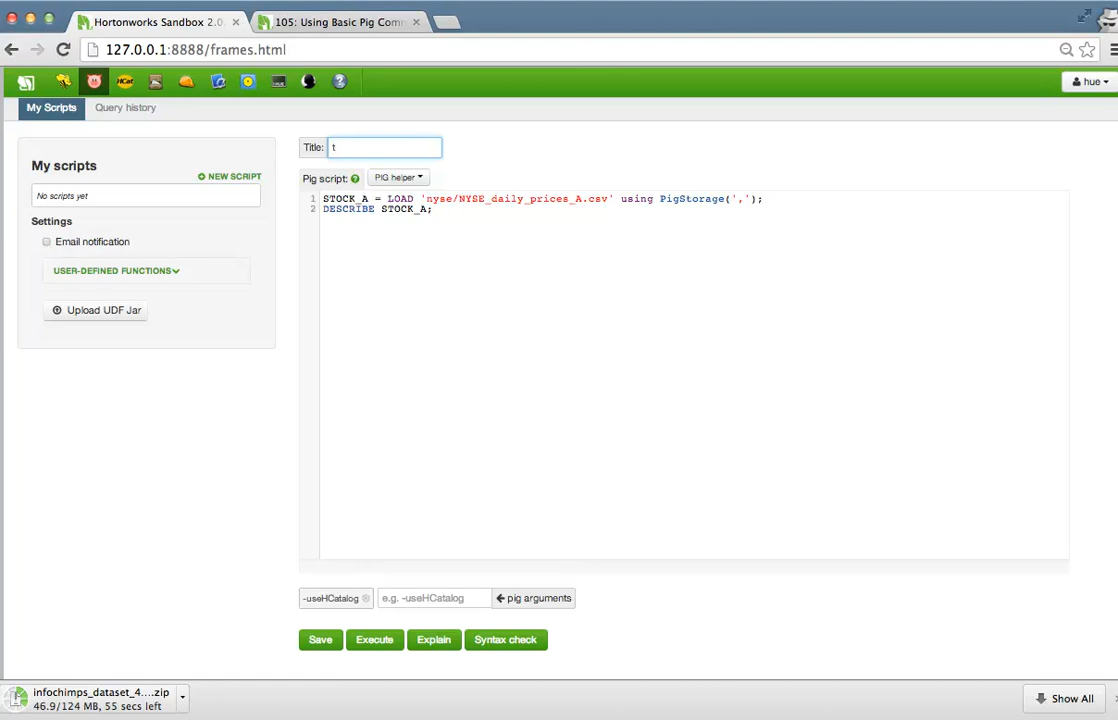 Hortonworks Sandbox 2.0.
105: Using Basic Pig Com
127.0.0.1:8888/frames.html
HCat
hue
My Scripts
Query history
My scripts
NEW SCRIPT
No scripts yet
Settings
Email notification
USER-DEFINED FUNCTIONS
Upload UDF Jar
Title: t
Pig script:
PIG helper
1 STOCK_A = LOAD 'nyse/NYSE_daily_prices_A.csv' using PigStorage(',');
2 DESCRIBE STOCK_A;
-useHCatalog
e.g. -useHCatalog
pig arguments
Save
Execute
Explain
Syntax check
infochimps_dataset_4....zip
46.9/124 MB, 55 secs left
Show All